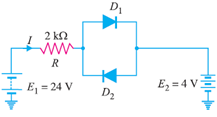 D₁
I
2 kΩ
R
E₁ = 24 V
D₂
E₂ = 4 V